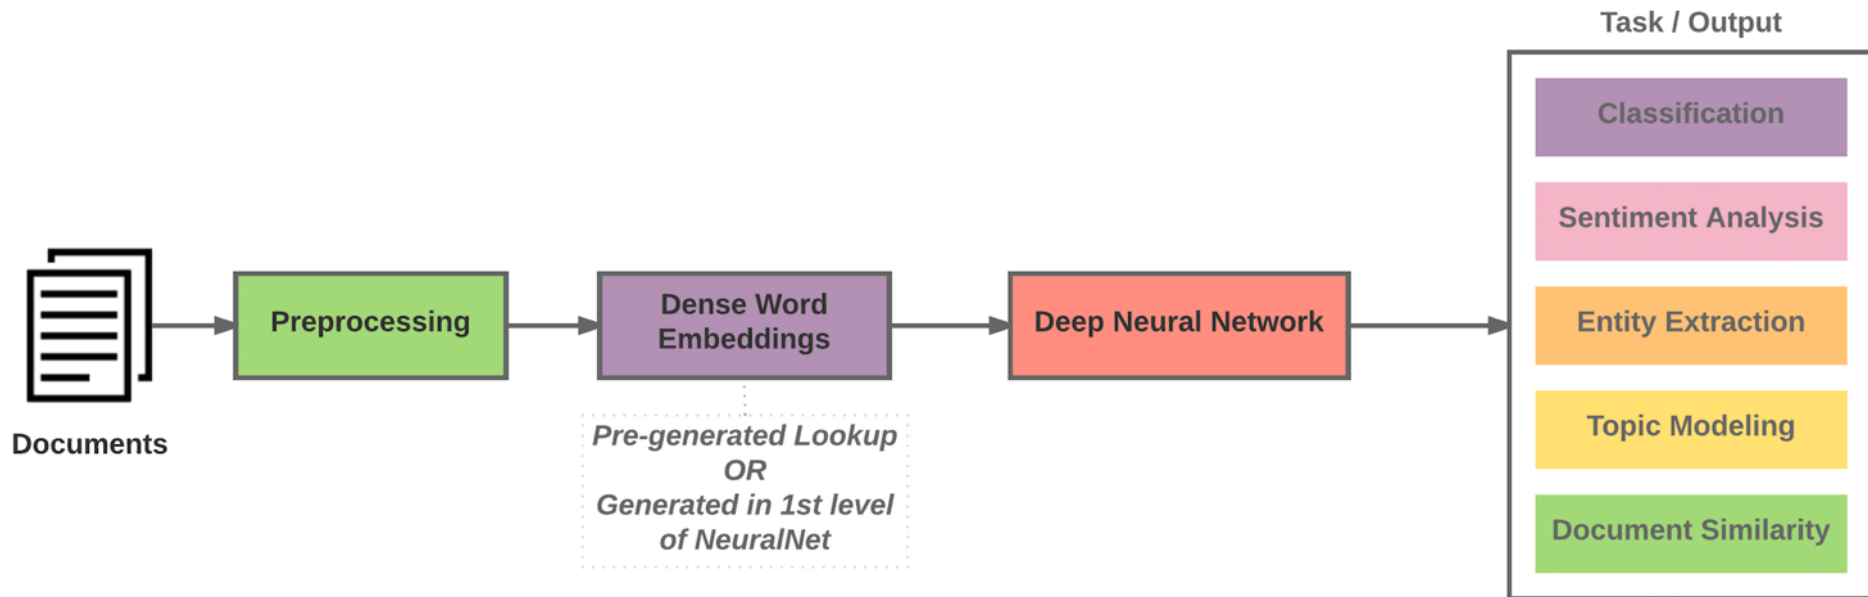 Task / Output
Classification
Sentiment Analysis
Entity Extraction
Topic Modeling
Document Similarity
Documents
Preprocessing
Dense Word
Embeddings
Deep Neural Network
Pre-generated Lookup
OR
Generated in 1st level
of NeuralNet